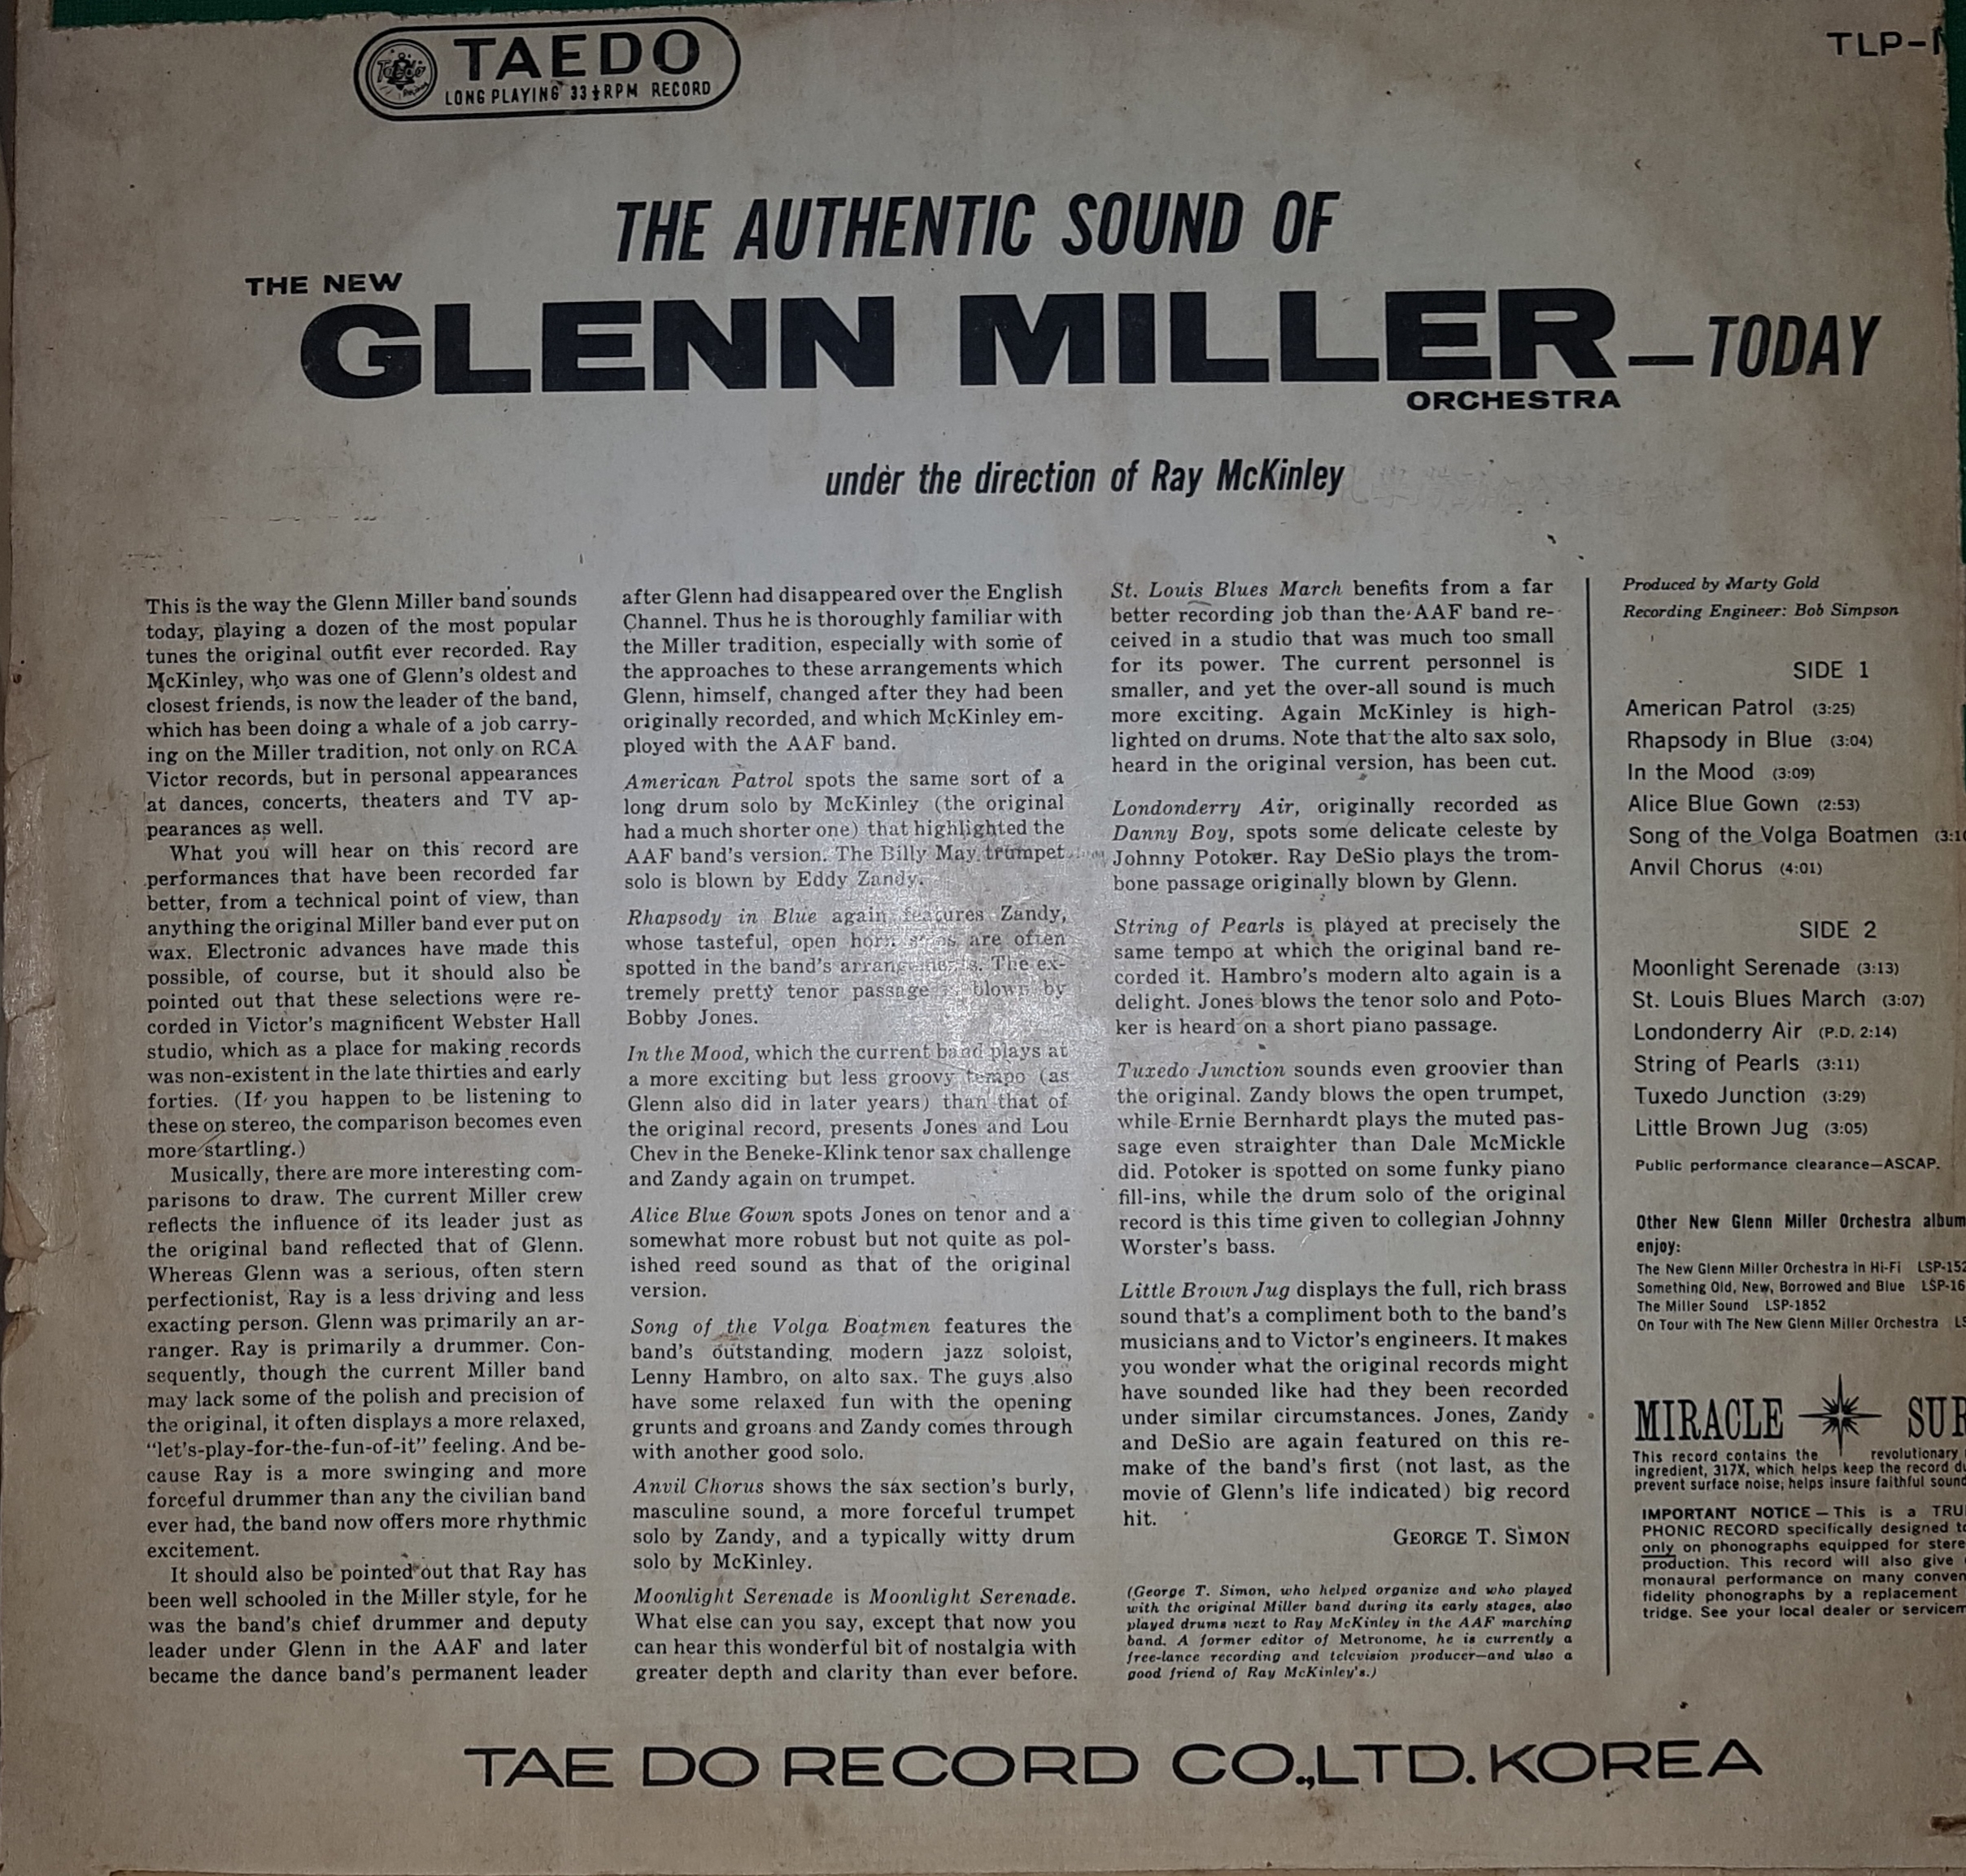 TAEDO
LONG PLAYING 33⅓ RPM RECORD
TLP-
THE AUTHENTIC SOUND OF
THE NEW
GLENN MILLER—TODAY
ORCHESTRA
under the direction of Ray McKinley
This is the way the Glenn Miller band sounds
today, playing a dozen of the most popular
tunes the original outfit ever recorded. Ray
McKinley, who was one of Glenn's oldest and
closest friends, is now the leader of the band,
which has been doing a whale of a job carry-
ing on the Miller tradition, not only on RCA
Victor records, but in personal appearances
at dances, concerts, theaters and TV ap-
pearances as well.
What you will hear on this record are
performances that have been recorded far
better, from a technical point of view, than
anything the original Miller band ever put on
wax. Electronic advances have made this
possible, of course, but it should also be
pointed out that these selections were re-
corded in Victor's magnificent Webster Hall
studio, which as a place for making records
was non-existent in the late thirties and early
forties. (If you happen to be listening to
these on stereo, the comparison becomes even
more startling.)
Musically, there are more interesting com-
parisons to draw. The current Miller crew
reflects the influence of its leader just as
the original band reflected that of Glenn.
Whereas Glenn was a serious, often stern
perfectionist, Ray is a less driving and less
exacting person. Glenn was primarily an ar-
ranger. Ray is primarily a drummer. Con-
sequently, though the current Miller band
may lack some of the polish and precision of
the original, it often displays a more relaxed,
“let's-play-for-the-fun-of-it” feeling. And be-
cause Ray is a more swinging and more
forceful drummer than any the civilian band
ever had, the band now offers more rhythmic
excitement.
It should also be pointed out that Ray has
been well schooled in the Miller style, for he
was the band's chief drummer and deputy
leader under Glenn in the AAF and later
became the dance band's permanent leader
after Glenn had disappeared over the English
Channel. Thus he is thoroughly familiar with
the Miller tradition, especially with some of
the approaches to these arrangements which
Glenn, himself, changed after they had been
originally recorded, and which McKinley em-
ployed with the AAF band.
American Patrol spots the same sort of a
long drum solo by McKinley (the original
had a much shorter one) that highlighted the
AAF band's version. The Billy May trumpet
solo is blown by Eddy Zandy.
Rhapsody in Blue again features Zandy,
whose tasteful, open horn solos are often
spotted in the band's arrangements. The ex-
tremely pretty tenor passage is blown by
Bobby Jones.
In the Mood, which the current band plays at
a more exciting but less groovy tempo (as
Glenn also did in later years) than that of
the original record, presents Jones and Lou
Chev in the Beneke-Klink tenor sax challenge
and Zandy again on trumpet.
Alice Blue Gown spots Jones on tenor and a
somewhat more robust but not quite as pol-
ished reed sound as that of the original
version.
Song of the Volga Boatmen features the
band's outstanding modern jazz soloist,
Lenny Hambro, on alto sax. The guys also
have some relaxed fun with the opening
grunts and groans and Zandy comes through
with another good solo.
Anvil Chorus shows the sax section's burly,
masculine sound, a more forceful trumpet
solo by Zandy, and a typically witty drum
solo by McKinley.
Moonlight Serenade is Moonlight Serenade.
What else can you say, except that now you
can hear this wonderful bit of nostalgia with
greater depth and clarity than ever before.
St. Louis Blues March benefits from a far
better recording job than the AAF band re-
ceived in a studio that was much too small
for its power. The current personnel is
smaller, and yet the over-all sound is much
more exciting. Again McKinley is high-
lighted on drums. Note that the alto sax solo,
heard in the original version, has been cut.
Londonderry Air, originally recorded as
Danny Boy, spots some delicate celeste by
Johnny Potoker. Ray DeSio plays the trom-
bone passage originally blown by Glenn.
String of Pearls is played at precisely the
same tempo at which the original band re-
corded it. Hambro's modern alto again is a
delight. Jones blows the tenor solo and Poto-
ker is heard on a short piano passage.
Tuxedo Junction sounds even groovier than
the original. Zandy blows the open trumpet,
while Ernie Bernhardt plays the muted pas-
sage even straighter than Dale McMickle
did. Potoker is spotted on some funky piano
fill-ins, while the drum solo of the original
record is this time given to collegian Johnny
Worster's bass.
Little Brown Jug displays the full, rich brass
sound that's a compliment both to the band's
musicians and to Victor's engineers. It makes
you wonder what the original records might
have sounded like had they been recorded
under similar circumstances. Jones, Zandy
and DeSio are again featured on this re-
make of the band's first (not last, as the
movie of Glenn's life indicated) big record
hit.
GEORGE T. SIMON
(George T. Simon, who helped organize and who played
with the original Miller band during its early stages, also
played drums next to Ray McKinley in the AAF marching
band. A former editor of Metronome, he is currently a
free-lance recording and television producer—and also a
good friend of Ray McKinley's.)
Produced by Marty Gold
Recording Engineer: Bob Simpson
SIDE 1
American Patrol (3:25)
Rhapsody in Blue (3:04)
In the Mood (3:09)
Alice Blue Gown (2:53)
Song of the Volga Boatmen (3:1
Anvil Chorus (4:01)
SIDE 2
Moonlight Serenade (3:13)
St. Louis Blues March (3:07)
Londonderry Air (P.D. 2:14)
String of Pearls (3:11)
Tuxedo Junction (3:29)
Little Brown Jug (3:05)
Public performance clearance—ASCAP.
Other New Glenn Miller Orchestra album
enjoy:
The New Glenn Miller Orchestra in Hi-Fi LSP-152
Something Old, New, Borrowed and Blue LSP-16
The Miller Sound LSP-1852
On Tour with The New Glenn Miller Orchestra LS
MIRACLE SUR
This record contains the revolutionary
ingredient, 317X, which helps keep the record du
prevent surface noise; helps insure faithful sound
IMPORTANT NOTICE — This is a TRU
PHONIC RECORD specifically designed to
only on phonographs equipped for stere
production. This record will also give
monaural performance on many conven
fidelity phonographs by a replacement
tridge. See your local dealer or servicem
TAE DO RECORD CO.,LTD. KOREA